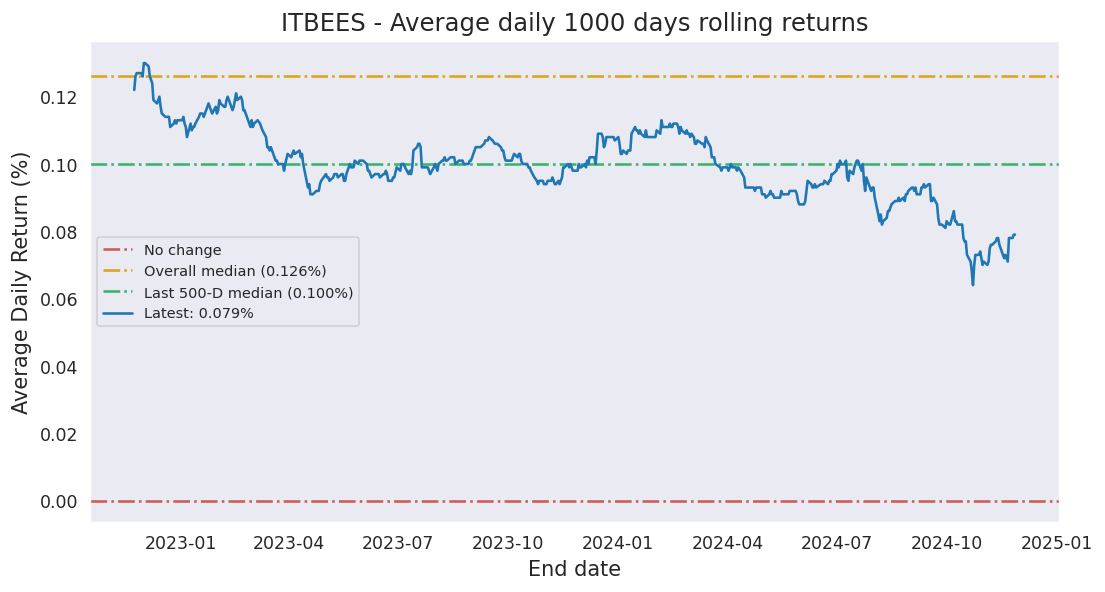 ITBEES - Average daily 1000 days rolling returns
Average Daily Return (%)
0.12
0.10
0.08
0.06
0.04
0.02
0.00
No change
Overall median (0.126%)
Last 500-D median (0.100%)
Latest: 0.079%
2023-01 2023-04 2023-07 2023-10 2024-01 2024-04 2024-07 2024-10 2025-01
End date